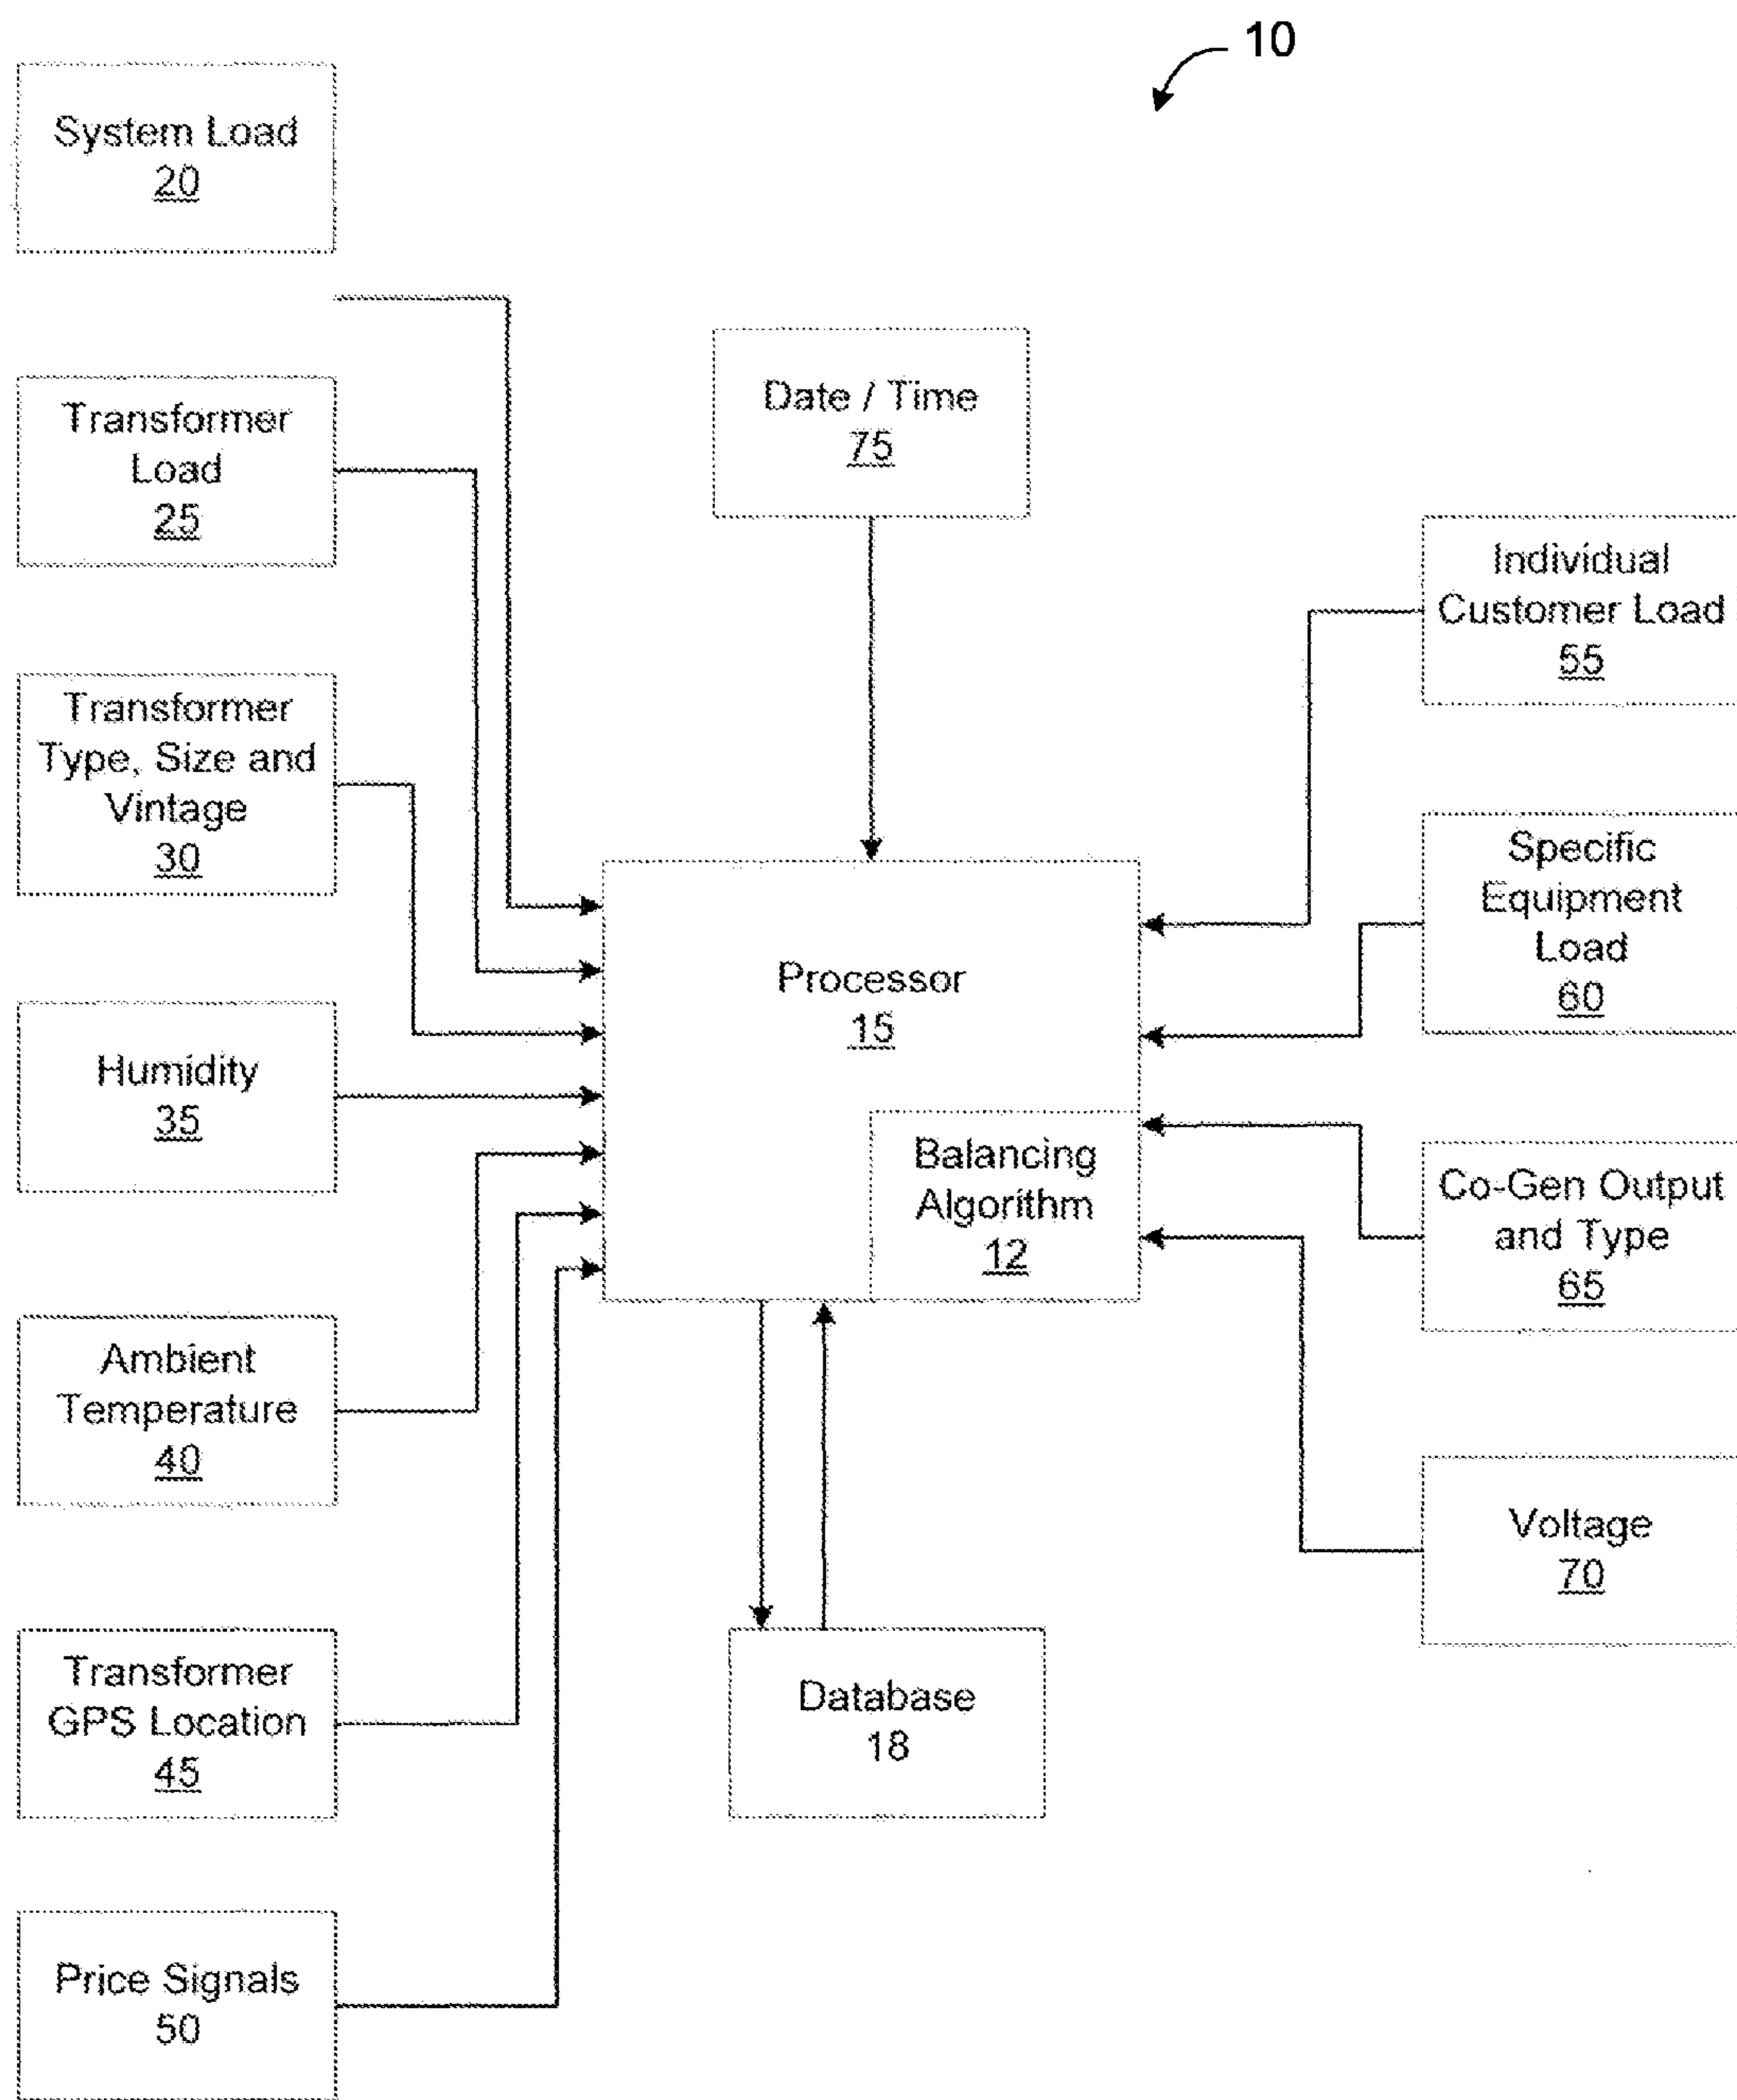 10
System Load
20
Transformer
Load
25
Transformer
Type, Size and
Vintage
30
Humidity
35
Ambient
Temperature
40
Transformer
GPS Location
45
Price Signals
50
Date / Time
75
Processor
15
Balancing
Algorithm
12
Database
18
Individual
Customer Load
55
Specific
Equipment
Load
60
Co-Gen Output
and Type
65
Voltage
70